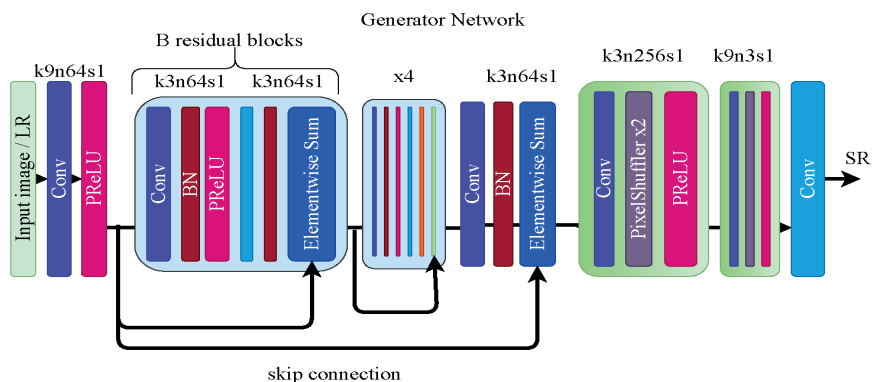 Generator Network
B residual blocks
k9n64s1
k3n64s1
k3n64s1
x4
k3n64s1
k3n256s1
k9n3s1
Input image / LR
Conv
PReLU
Conv
BN
PReLU
Elementwise Sum
Conv
BN
Elementwise Sum
Conv
PixelShuffler x2
PReLU
Conv
SR
skip connection